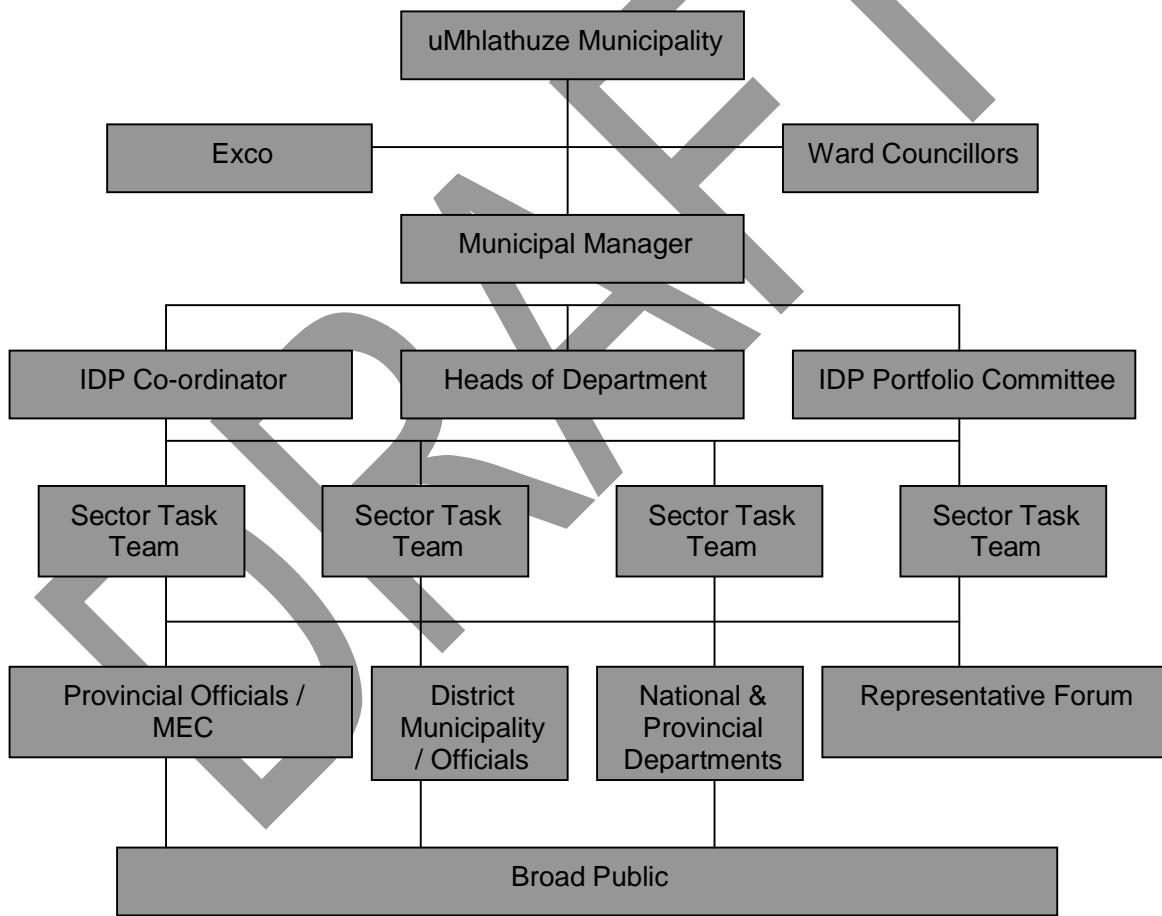 uMhlathuze Municipality
Exco
Ward Councillors
Municipal Manager
IDP Co-ordinator
Heads of Department
IDP Portfolio Committee
Sector Task
Team
Sector Task
Team
Sector Task
Team
Sector Task
Team
Provincial Officials /
MEC
District
Municipality
/ Officials
National &
Provincial
Departments
Representative Forum
Broad Public
DRAFT